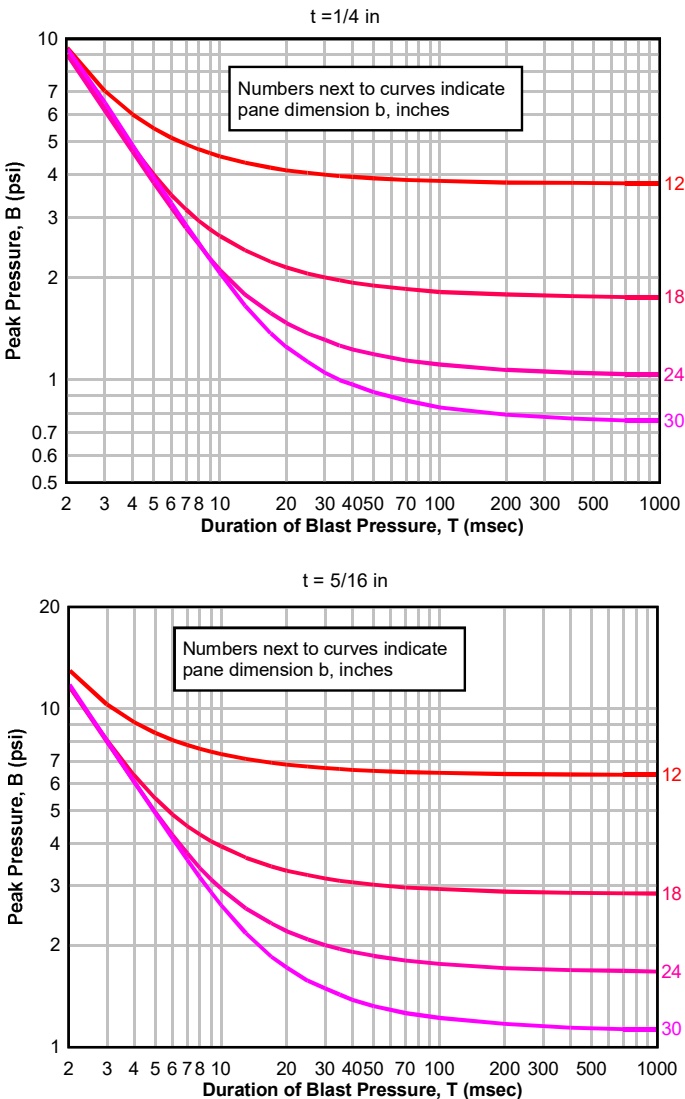 t =1/4 in
10
7
6
5
4
3
2
1
0.7
0.6
0.5
Peak Pressure, B (psi)
Numbers next to curves indicate
pane dimension b, inches
12
18
24
30
2 3 4 5 6 7 8 10 20 30 40 50 70 100 200 300 500 1000
Duration of Blast Pressure, T (msec)
t = 5/16 in
20
10
7
6
5
4
3
2
1
Peak Pressure, B (psi)
Numbers next to curves indicate
pane dimension b, inches
12
18
24
30
2 3 4 5 6 7 8 10 20 30 40 50 70 100 200 300 500 1000
Duration of Blast Pressure, T (msec)